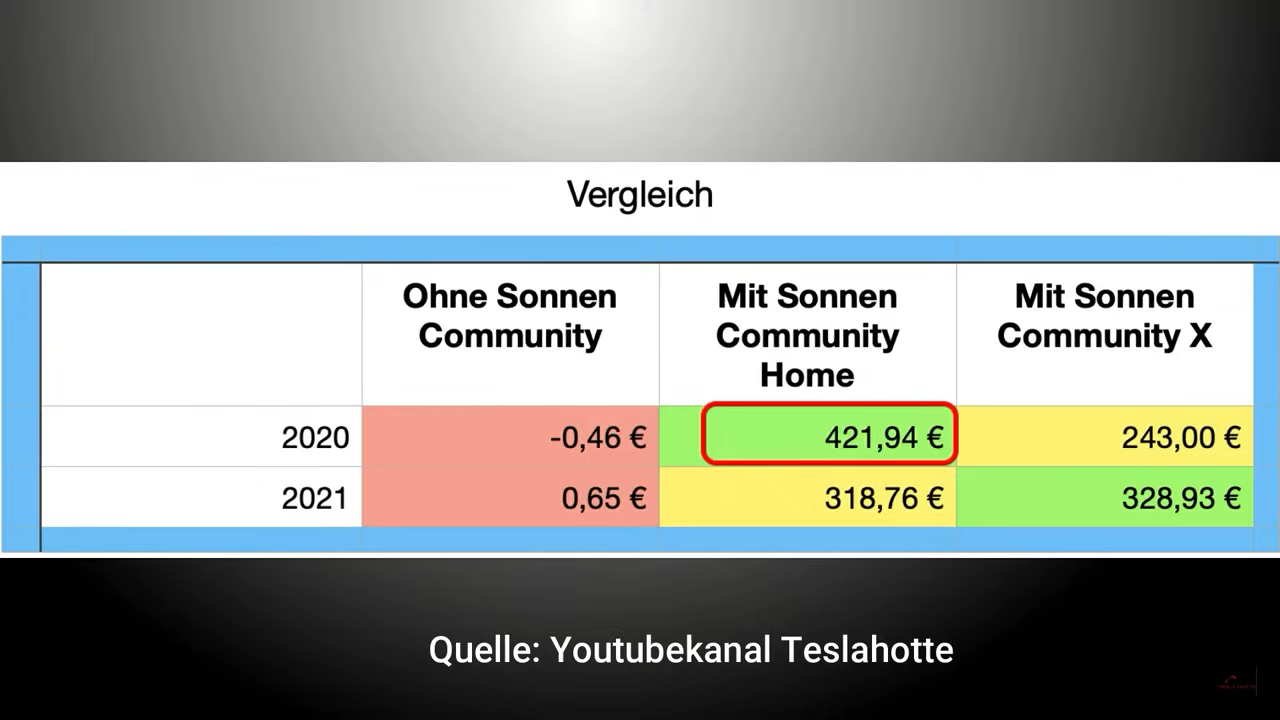 Vergleich
Ohne Sonnen Community
Mit Sonnen Community Home
Mit Sonnen Community X
2020 -0,46 € 421,94 € 243,00 €
2021 0,65 € 318,76 € 328,93 €
Quelle: Youtubekanal Teslahotte